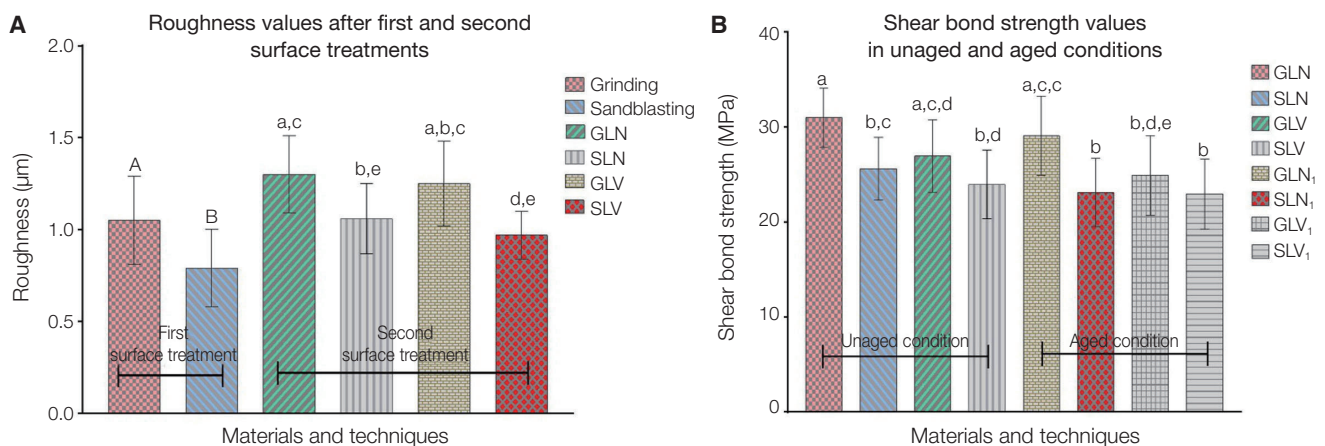 A
Roughness values after first and second
surface treatments
Roughness (µm)
2.0
1.5
1.0
0.5
0.0
A
B
a,c
b,e
a,b,c
d,e
Grinding
Sandblasting
GLN
SLN
GLV
SLV
First
surface treatment
Second
surface treatment
Materials and techniques
B
Shear bond strength values
in unaged and aged conditions
Shear bond strength (MPa)
40
30
20
10
0
a
b,c
a,c,d
b,d
a,c,c
b
b,d,e
b
GLN
SLN
GLV
SLV
GLN₁
SLN₁
GLV₁
SLV₁
Unaged condition
Aged condition
Materials and techniques